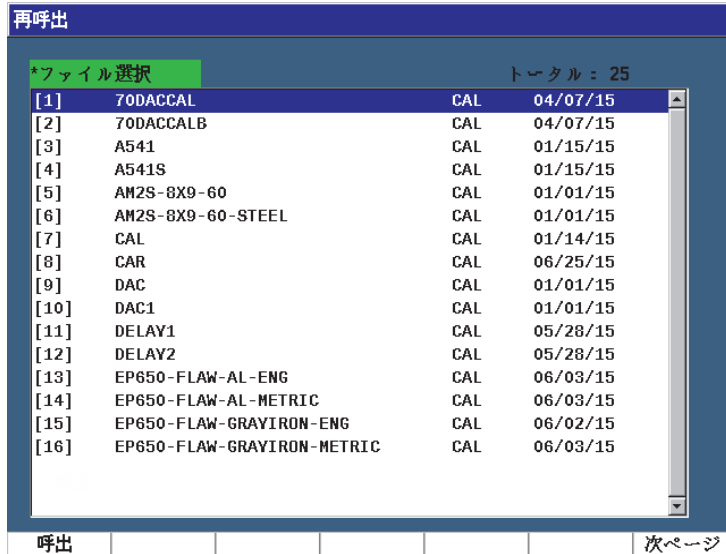 再呼出
*ファイル選択 トータル: 25
[1] 70DACCAL CAL 04/07/15
[2] 70DACCALB CAL 04/07/15
[3] A541 CAL 01/15/15
[4] A541S CAL 01/15/15
[5] AM2S-8X9-60 CAL 01/01/15
[6] AM2S-8X9-60-STEEL CAL 01/01/15
[7] CAL CAL 01/14/15
[8] CAR CAL 06/25/15
[9] DAC CAL 01/01/15
[10] DAC1 CAL 01/01/15
[11] DELAY1 CAL 05/28/15
[12] DELAY2 CAL 05/28/15
[13] EP650-FLAW-AL-ENG CAL 06/03/15
[14] EP650-FLAW-AL-METRIC CAL 06/03/15
[15] EP650-FLAW-GRAYIRON-ENG CAL 06/02/15
[16] EP650-FLAW-GRAYIRON-METRIC CAL 06/03/15
呼出 次ページ